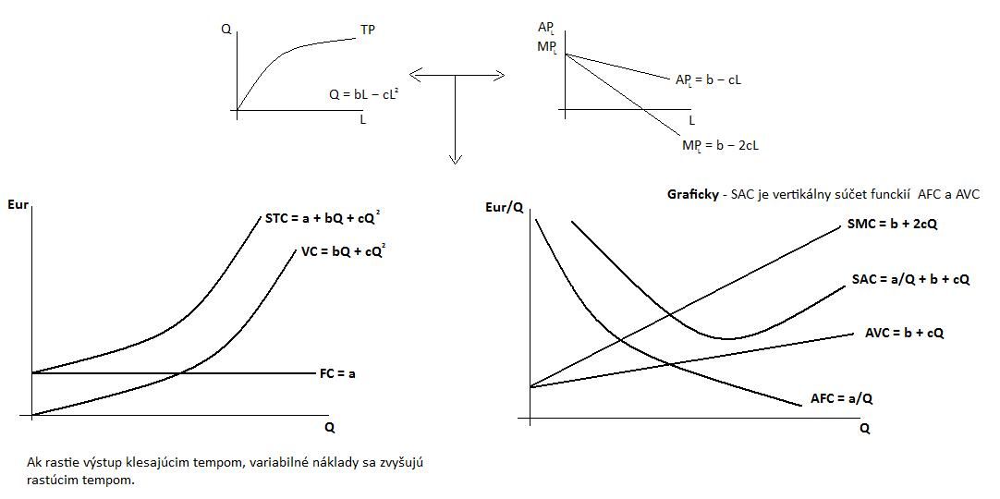 Q
TP
Q = bL − cL²
L
AP_L
MP_L
AP_L = b − cL
L
MP_L = b − 2cL
Eur
STC = a + bQ + cQ²
VC = bQ + cQ²
FC = a
Q
Graficky - SAC je vertikálny súčet funckií AFC a AVC
Eur/Q
SMC = b + 2cQ
SAC = a/Q + b + cQ
AVC = b + cQ
AFC = a/Q
Q
Ak rastie výstup klesajúcim tempom, variabilné náklady sa zvyšujú
rastúcim tempom.